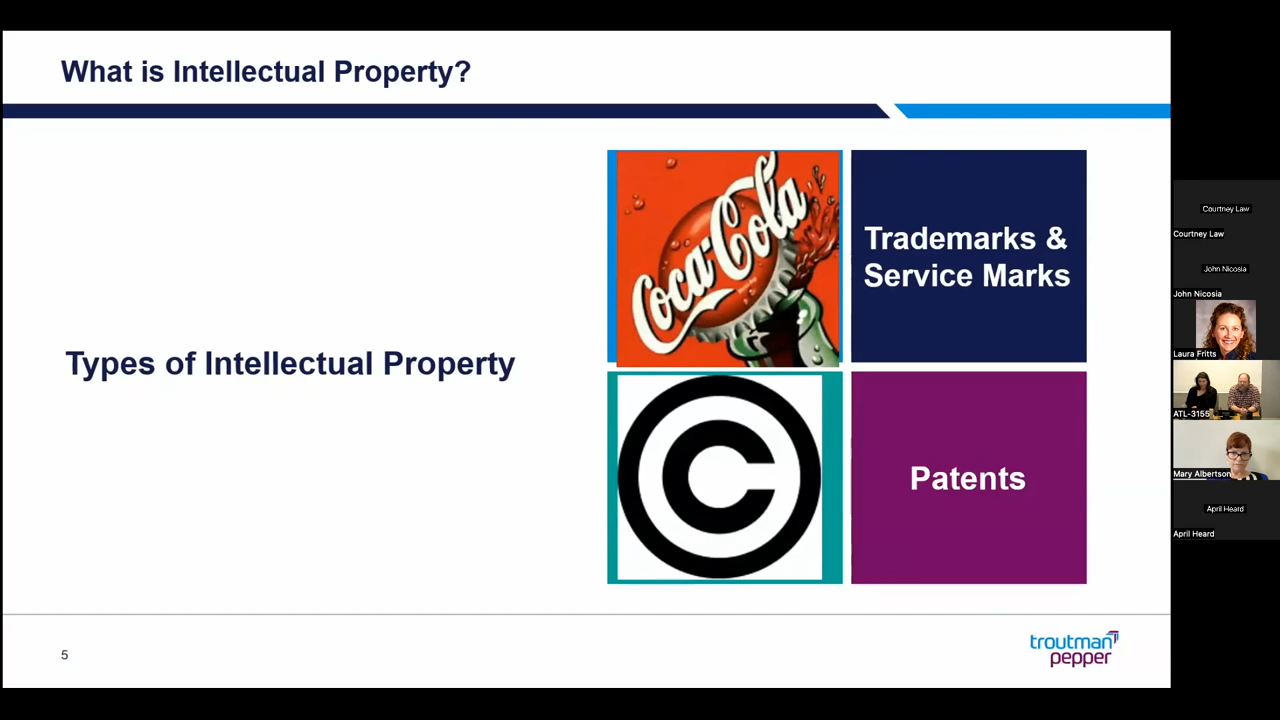 What is Intellectual Property?
Types of Intellectual Property
Coca-Cola
Trademarks &
Service Marks
C
Patents
5
troutman
pepper
Courtney Law
Courtney Law
John Nicosia
John Nicosia
Laura Fritts
ATL-3155
Mary Albertson
April Heard
April Heard